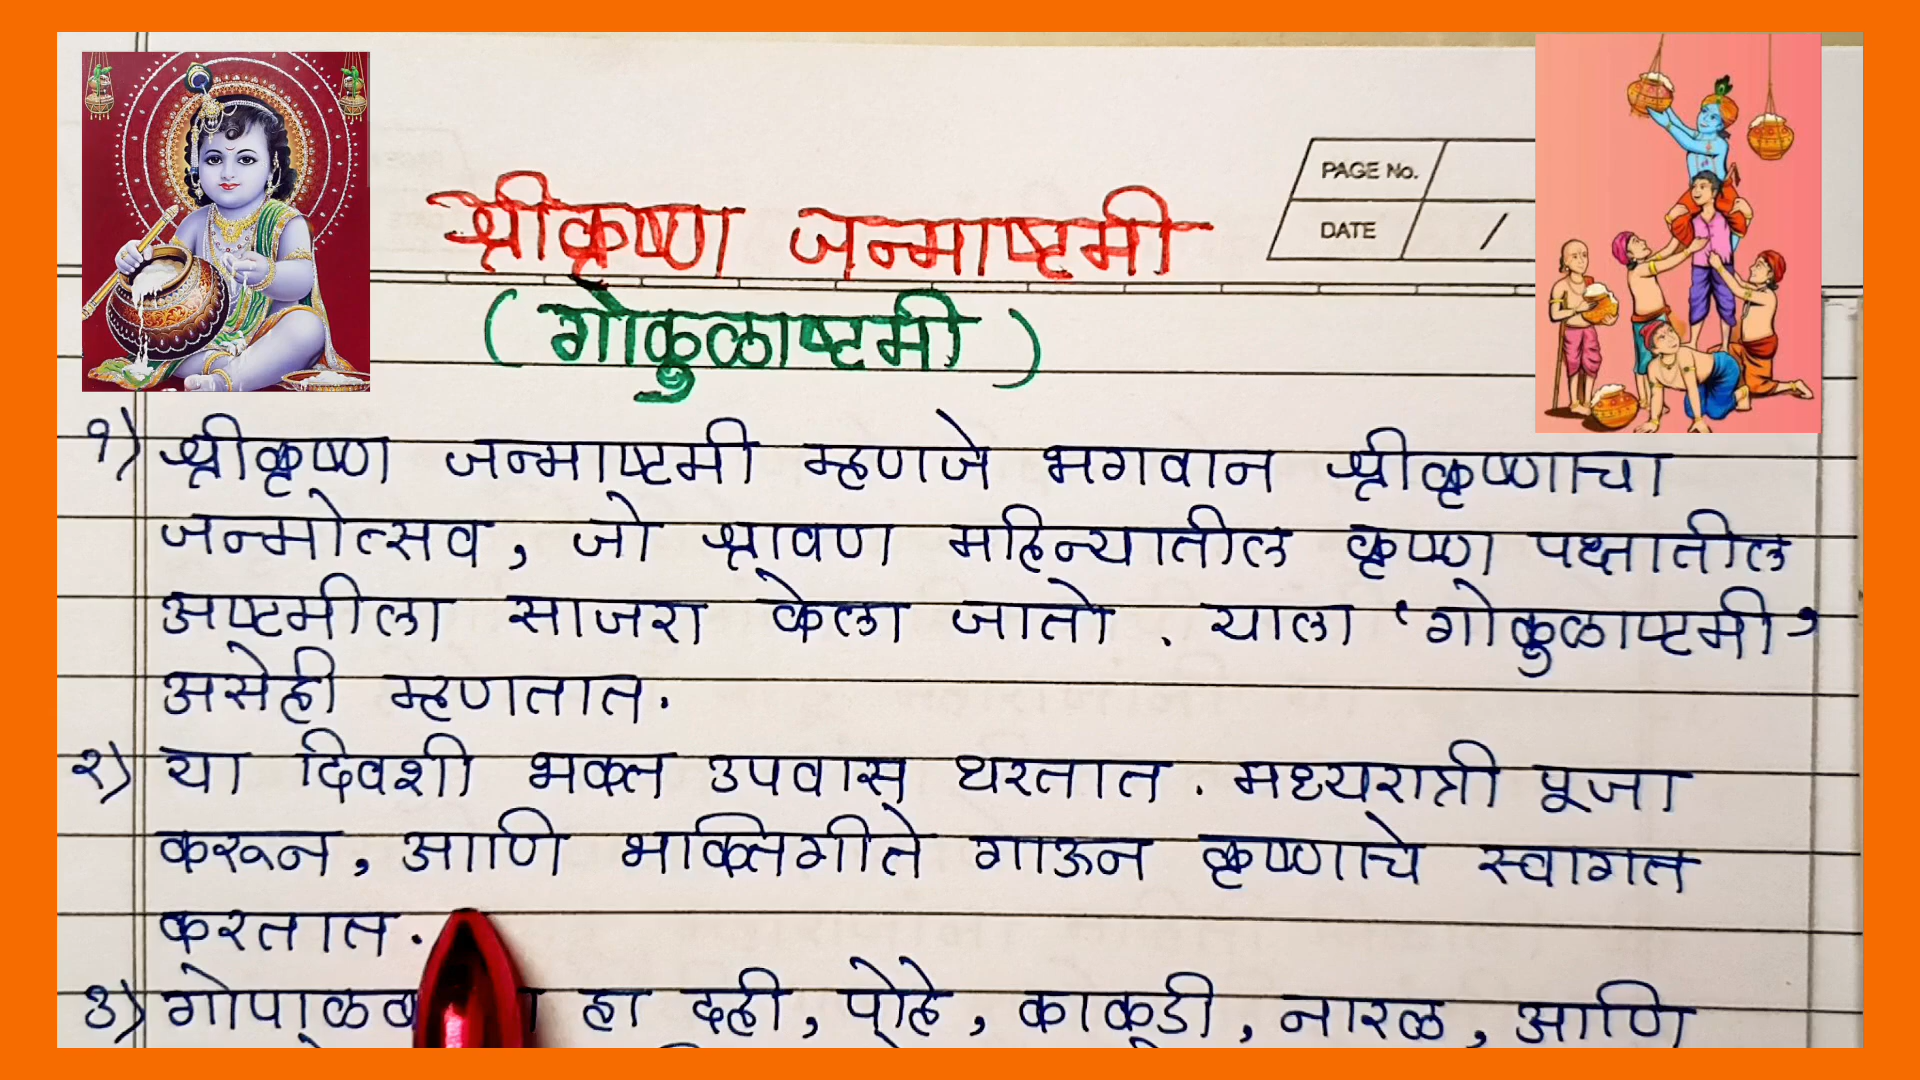 PAGE No.
DATE /
श्रीकृष्ण जन्माष्टमी
(गोकुळाष्टमी)
१) श्रीकृष्ण जन्माष्टमी म्हणजे भगवान श्रीकृष्णाचा
जन्मोत्सव, जो श्रावण महिन्यातील कृष्ण पक्षातील
अष्टमीला साजरा केला जातो. याला 'गोकुळाष्टमी'
असेही म्हणतात.
२) या दिवशी भक्त उपवास धरतात. मध्यरात्री पूजा
करून, आणि भक्तिगीते गाऊन कृष्णाचे स्वागत
करतात.
३) हा दही, पोहे, काकडी, नारळ, आणि